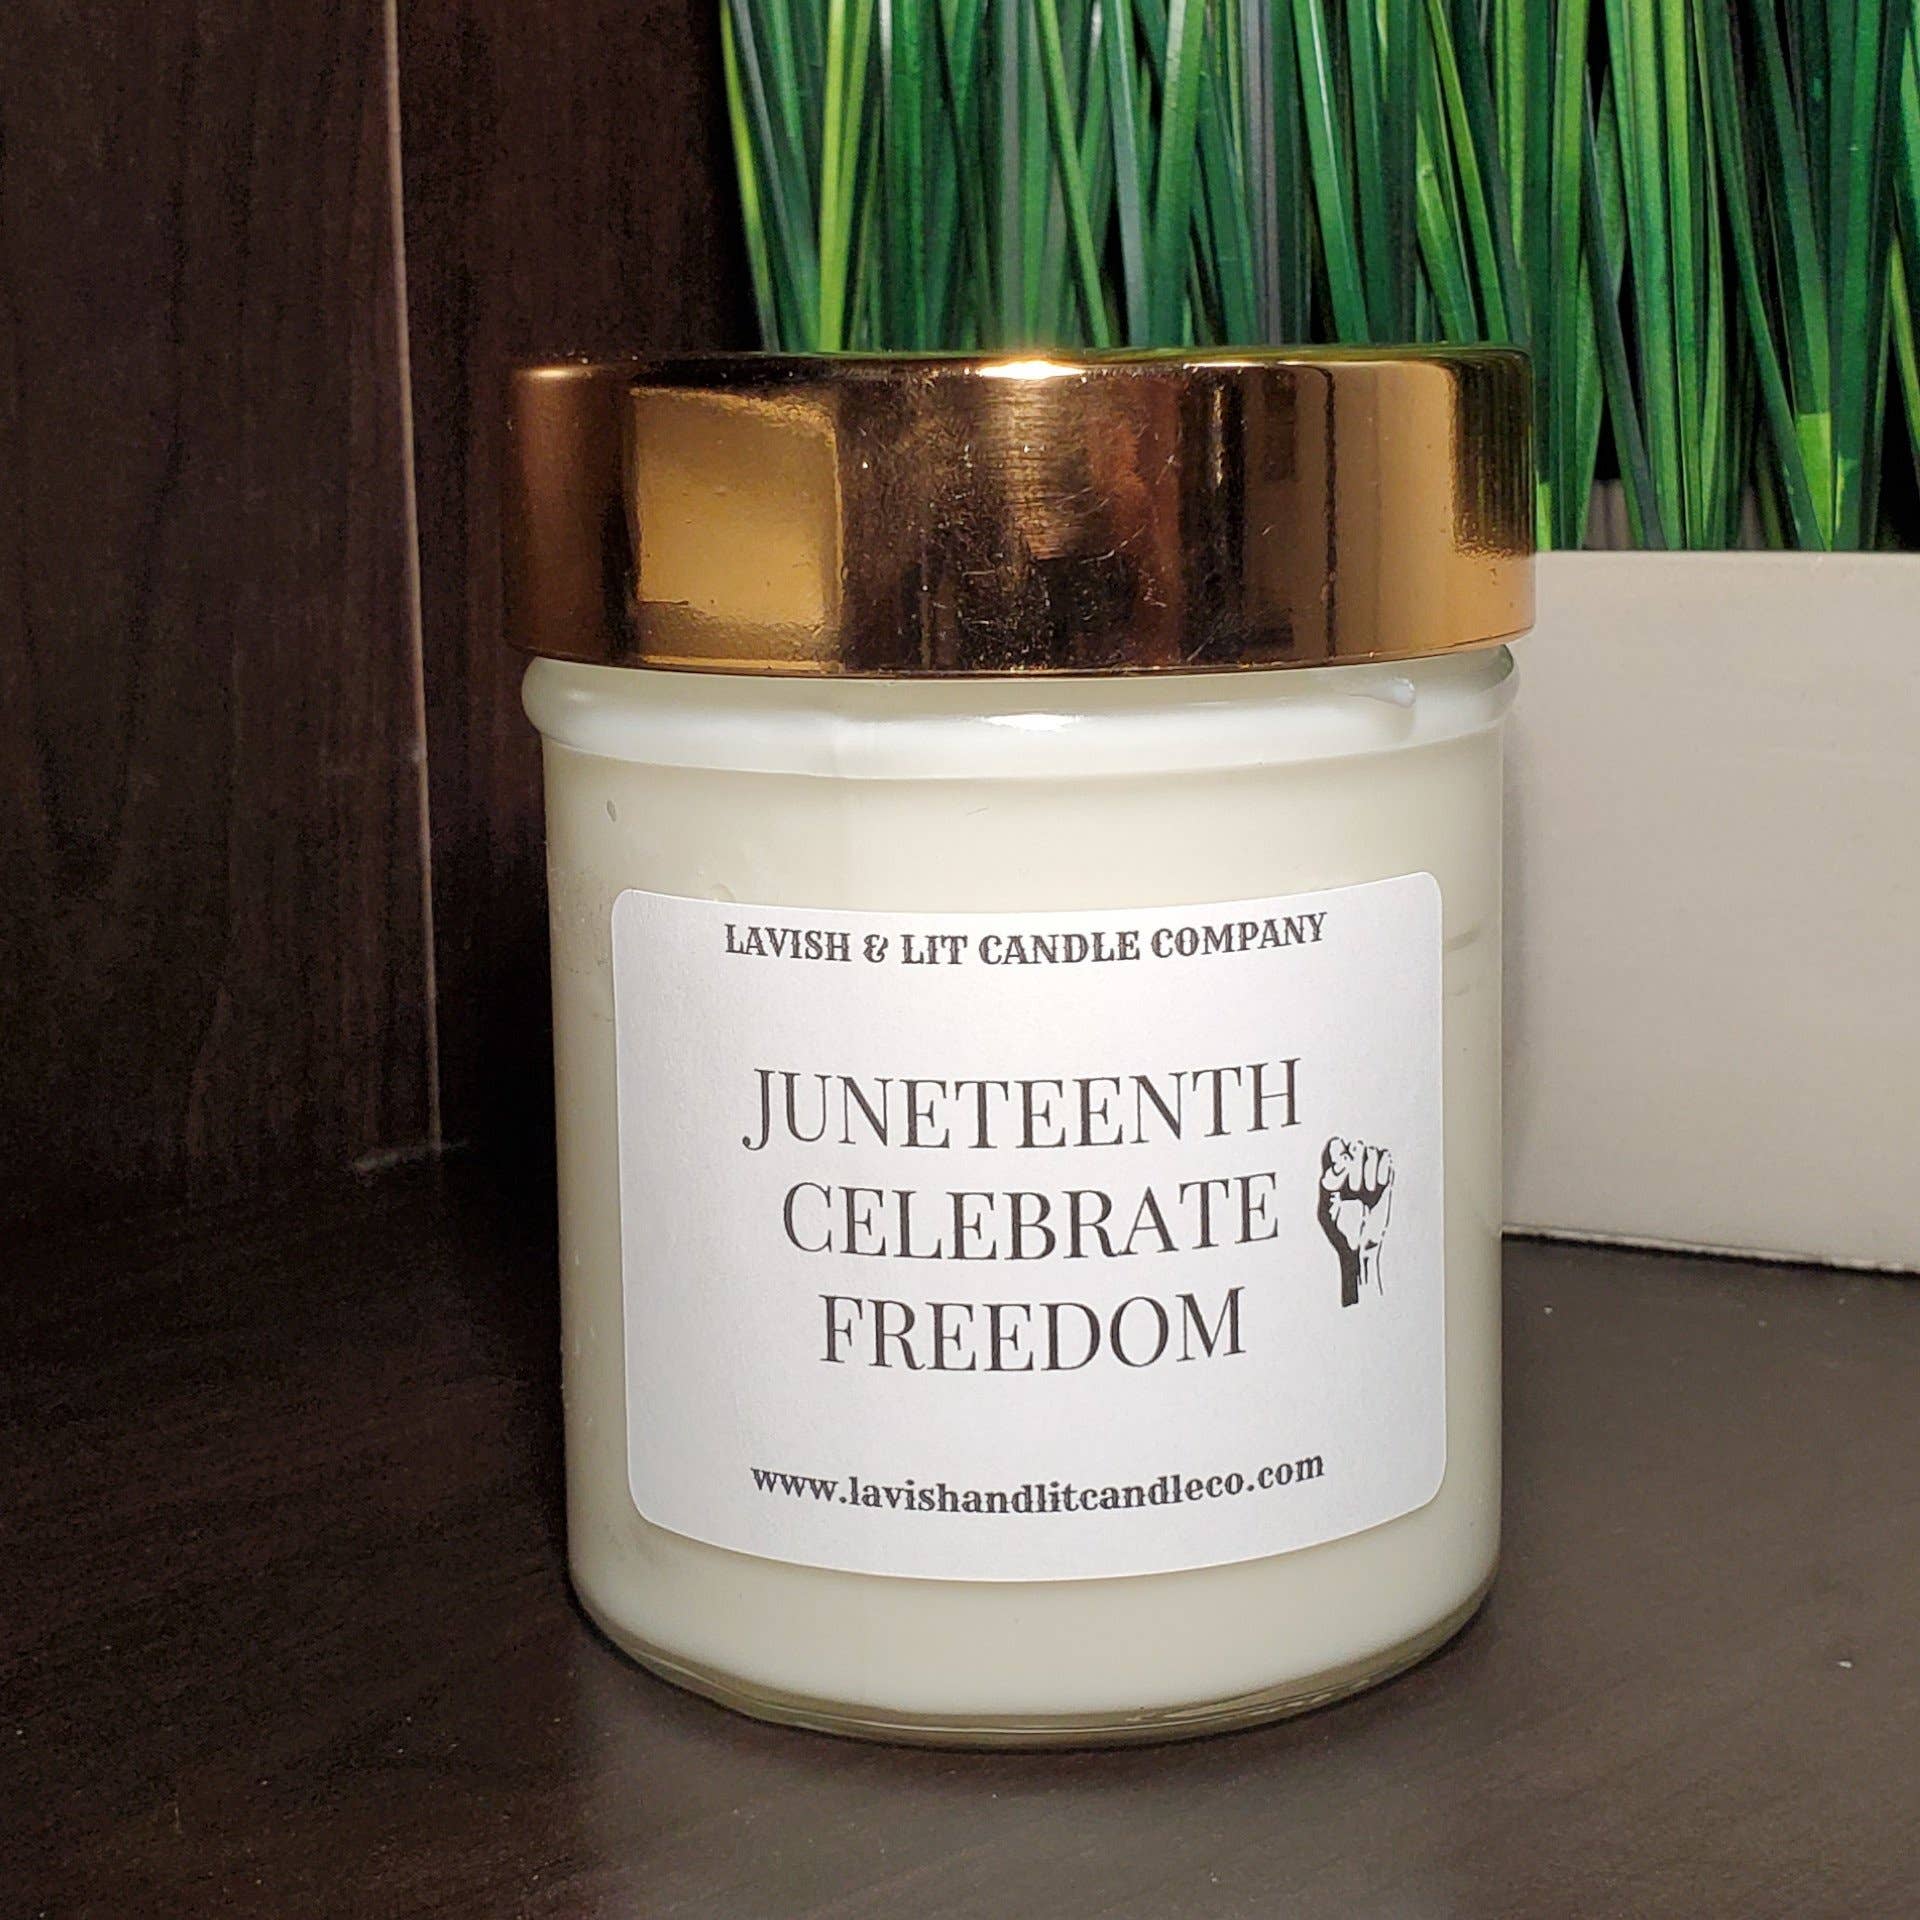 LAVISH & LIT CANDLE COMPANY
JUNETEENTH
CELEBRATE
FREEDOM
www.lavishandlitcandleco.com